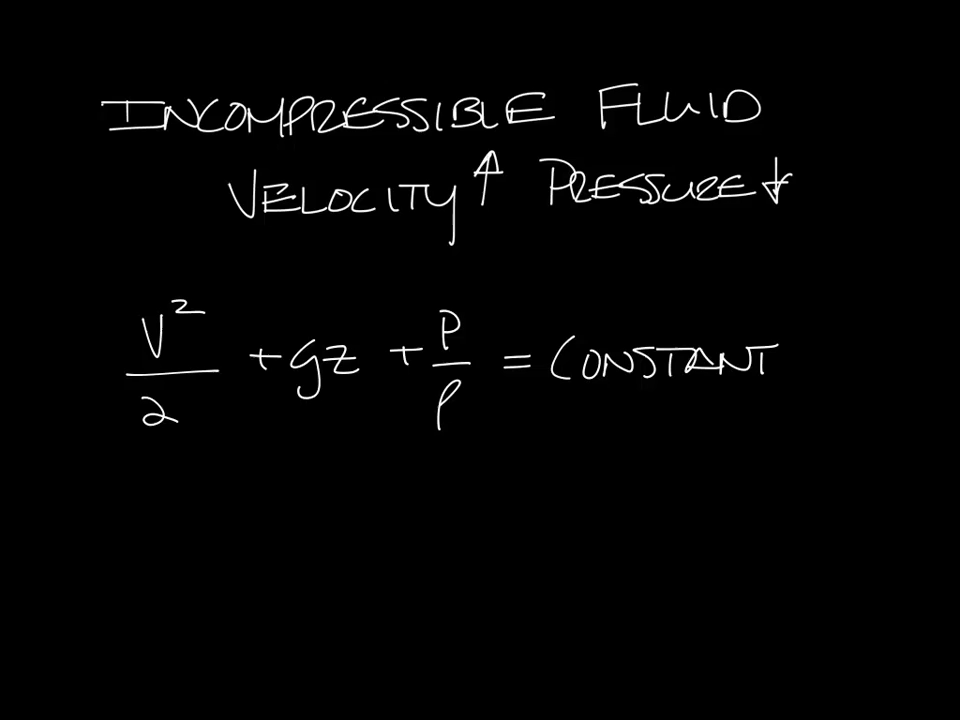 INCOMPRESSIBLE FLUID
VELOCITY↑ PRESSURE↓
V²/2 + gz + P/ρ = CONSTANT